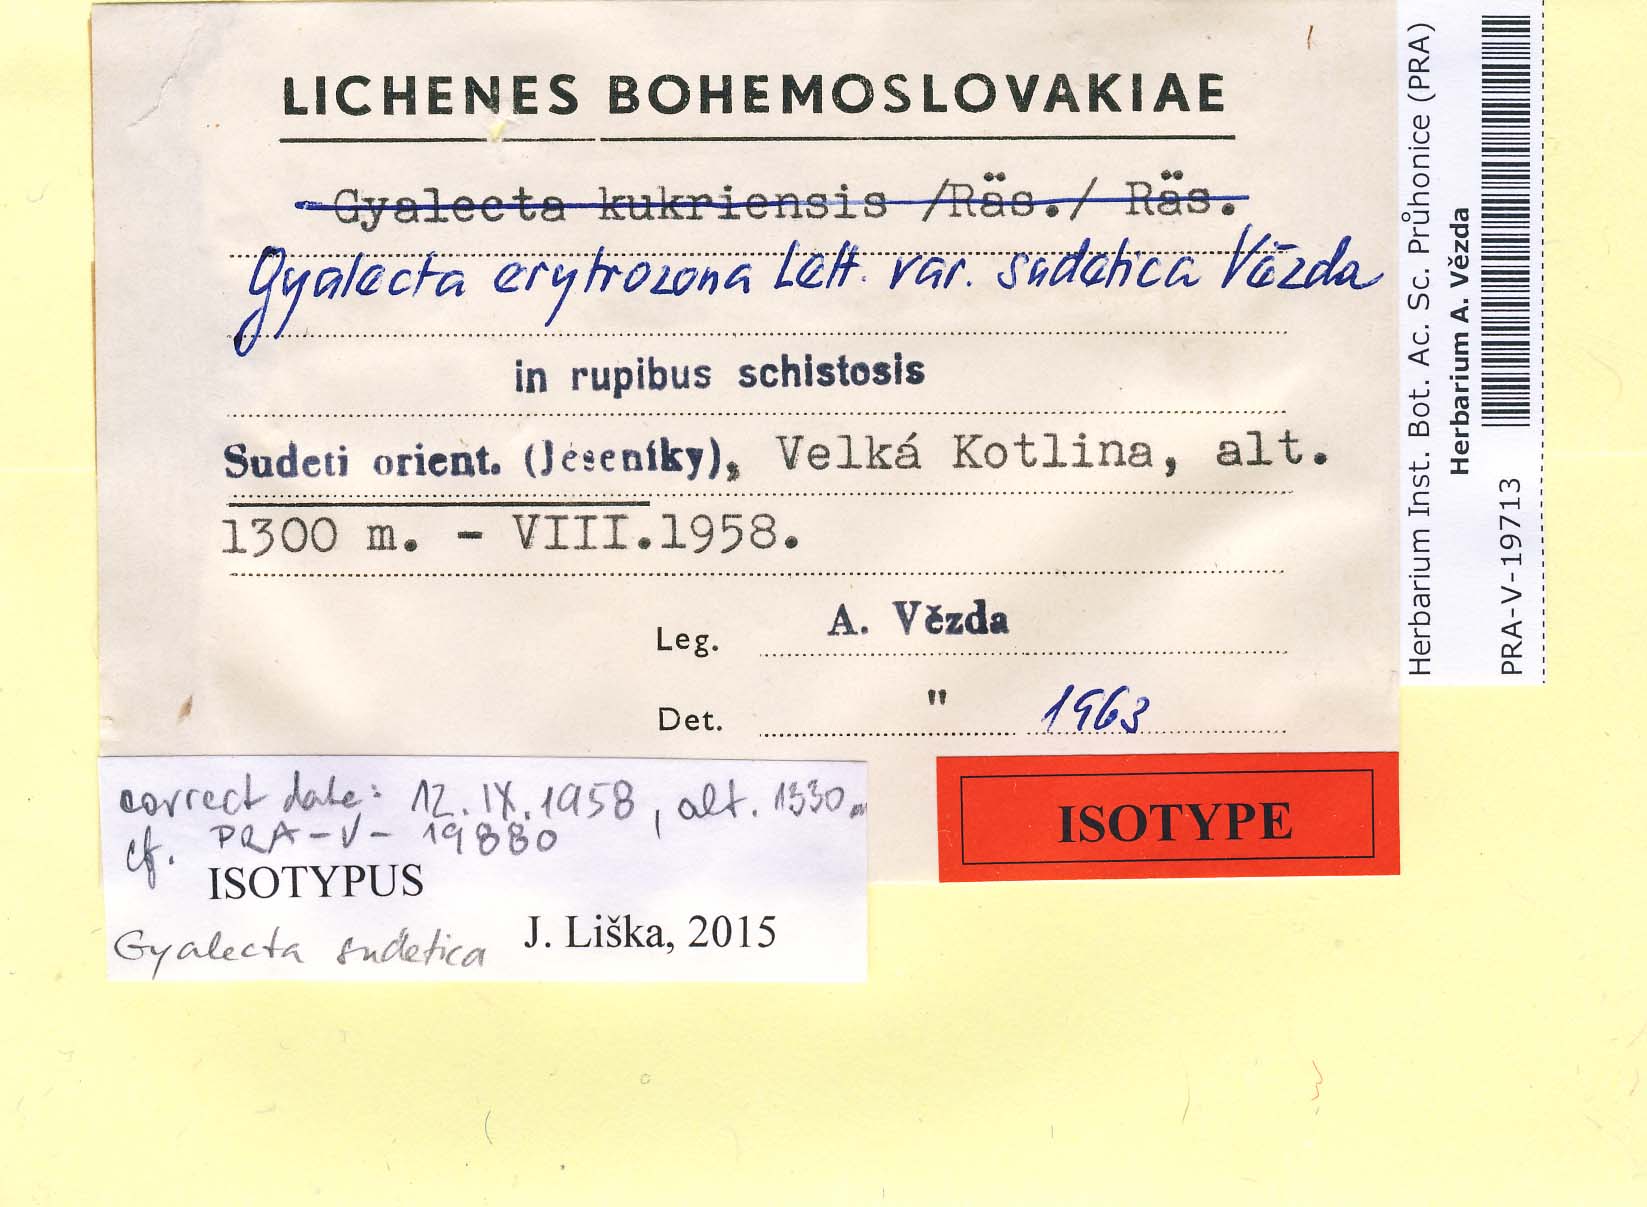 LICHENES BOHEMOSLOVAKIAE
Gyalecta kukriensis /Räs./ Räs.
Gyalecta erytrozona Lett. var. sudetica Vězda
in rupibus schistosis
Sudeti orient. (Jeseníky), Velká Kotlina, alt.
1300 m. - VIII.1958.
Leg. A. Vězda
Det. " 1963
correct date: 12.IX.1958, alt. 1330 m
cf. PRA-V-19880
ISOTYPUS
J. Liška, 2015
Gyalecta sudetica
ISOTYPE
Herbarium Inst. Bot. Ac. Sc. Průhonice (PRA)
Herbarium A. Vězda
PRA-V-19713